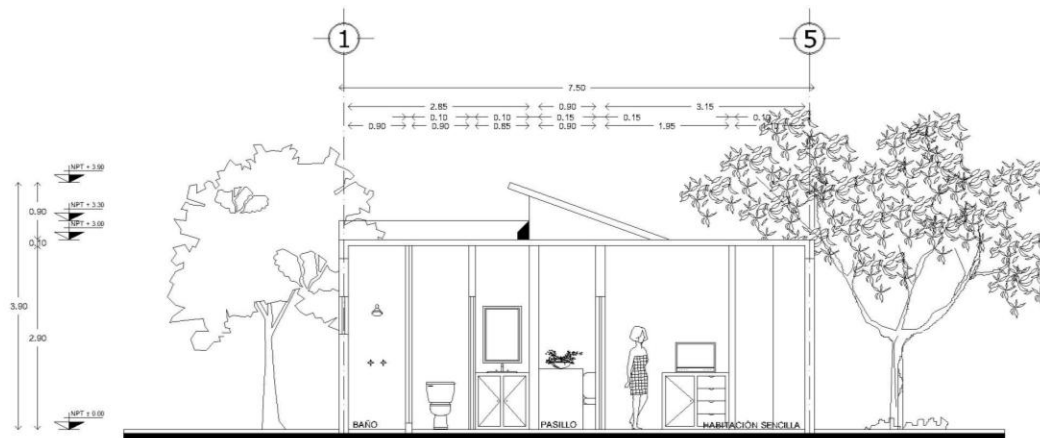 1 5
7.50
2.85 0.90 3.15
0.10 0.10 0.15 0.15 0.10
0.90 0.90 0.85 0.90 1.95
NPT + 3.90
NPT + 3.30
NPT + 3.00
0.90
0.10
3.90
2.90
NPT ± 0.00
BAÑO PASILLO HABITACIÓN SENCILLA